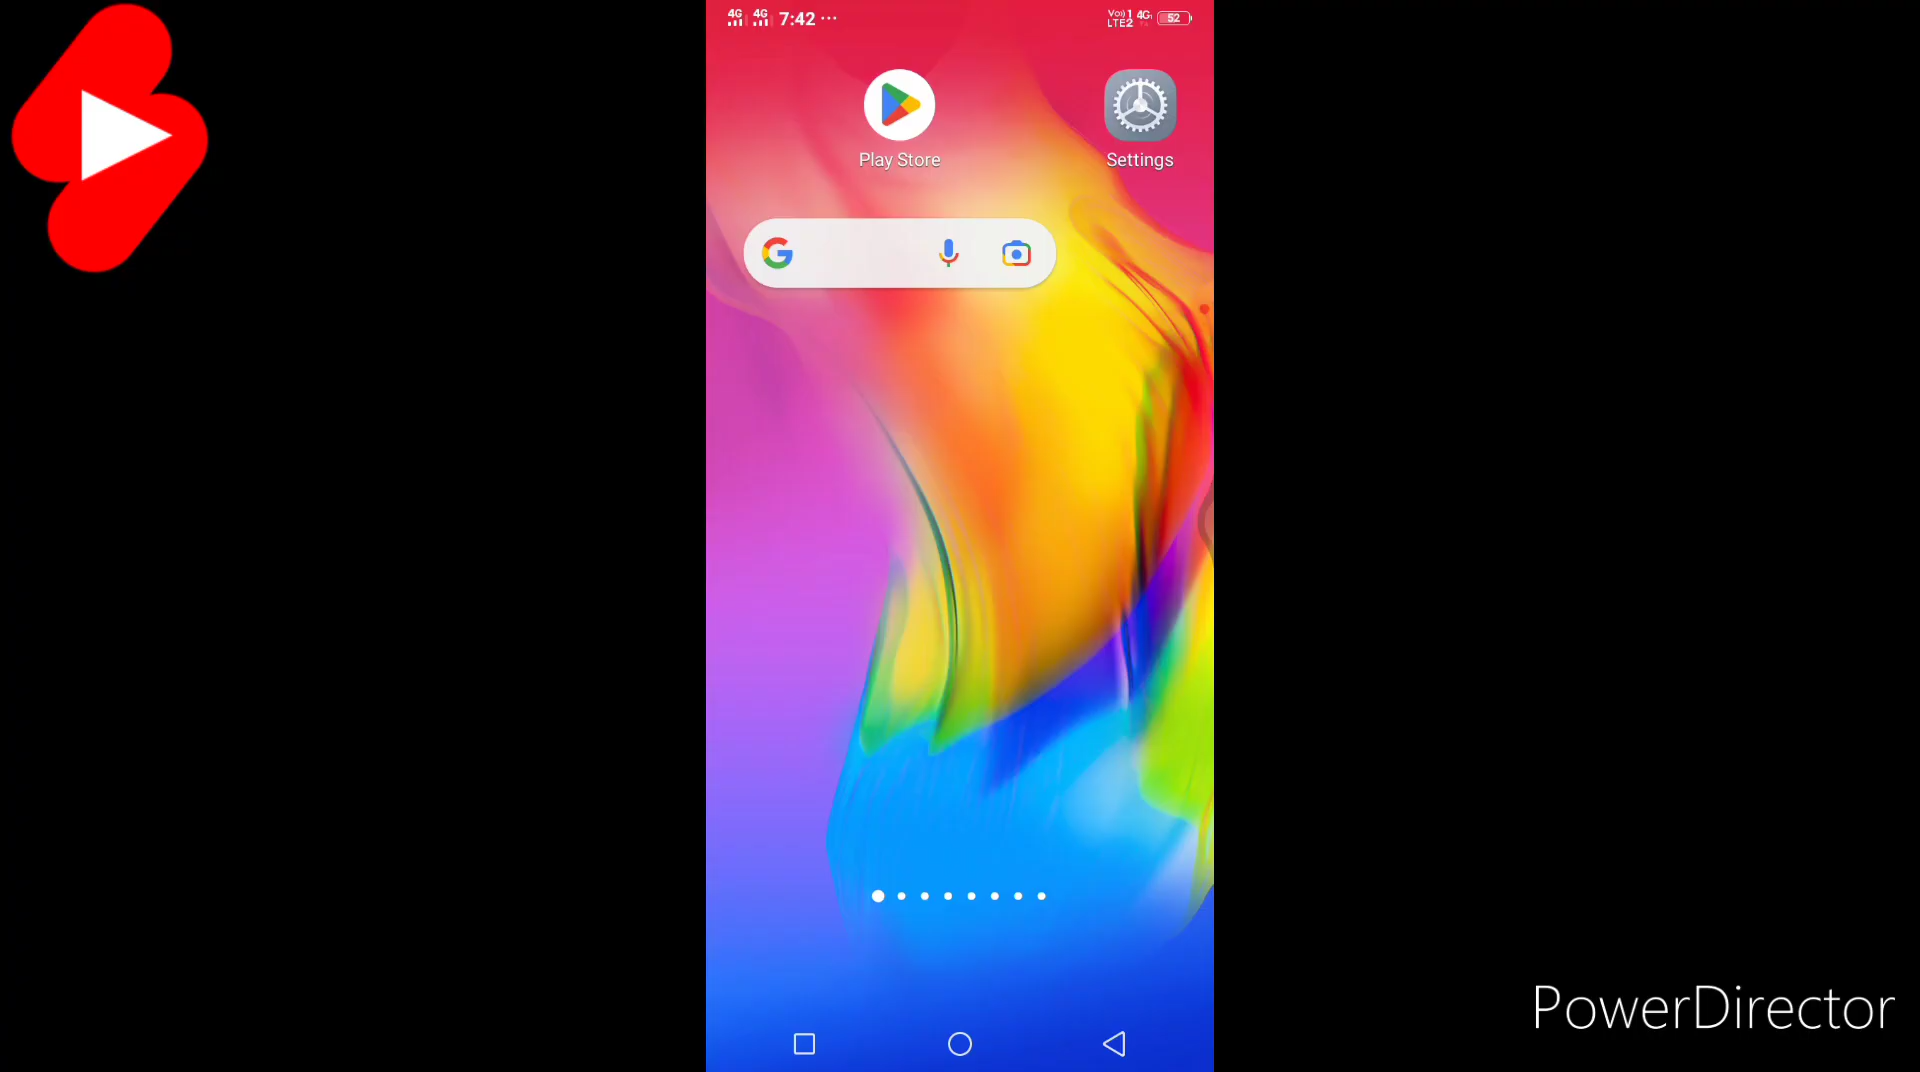 4G 4G 7:42 ...
Vo) 1 4G
LTE2
52
Play Store
Settings
PowerDirector